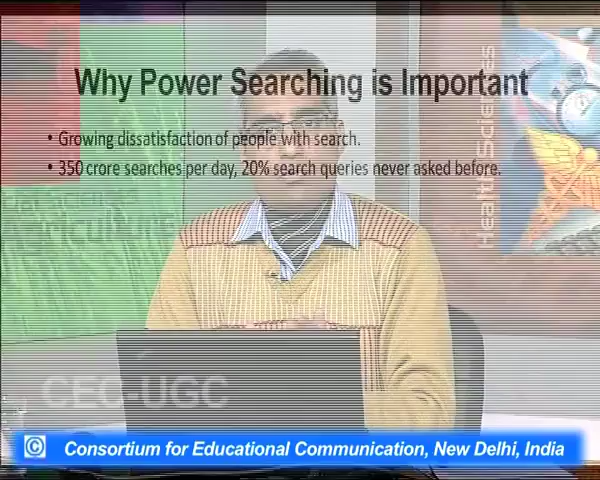 Why Power Searching is Important
• Growing dissatisfaction of people with search.
• 350 crore searches per day, 20% search queries never asked before.
Health Sciences
CEC-UGC
© Consortium for Educational Communication, New Delhi, India